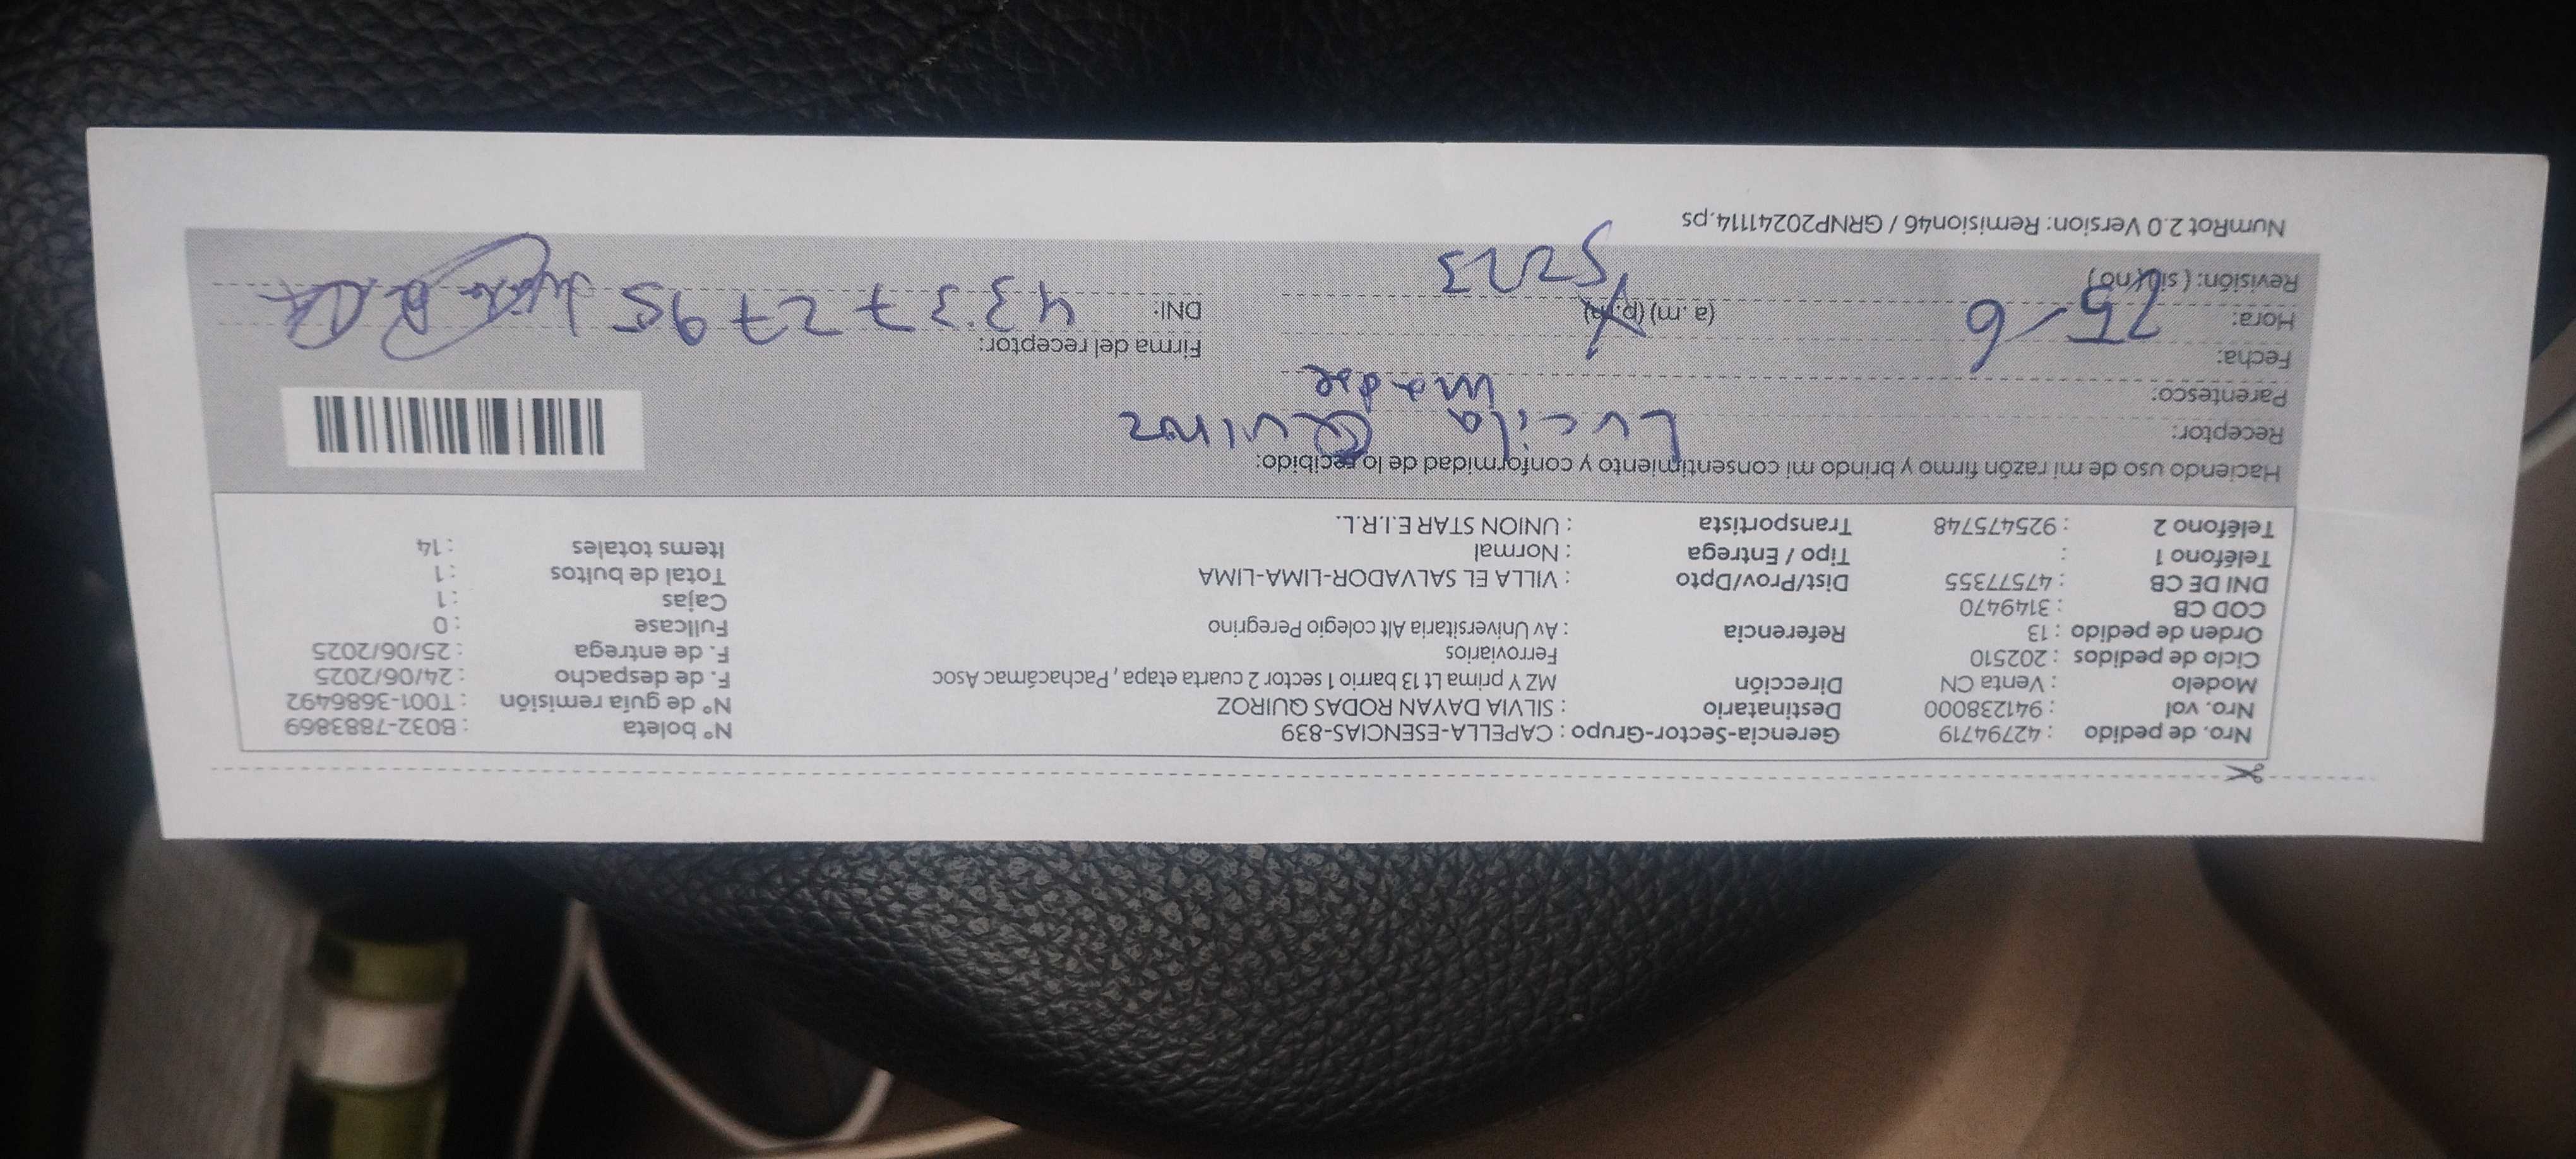 Nro. de pedido : 42794719 Gerencia-Sector-Grupo : CAPELLA-ESENCIAS-839 N° boleta : B032-7883869
Nro. vol : 941238000 Destinatario : SILVIA DAYAN RODAS QUIROZ N° de guía remisión : T001-3686492
Modelo : Venta CN Dirección MZ Y prima Lt 13 barrio 1 sector 2 cuarta etapa , Pachacámac Asoc F. de despacho : 24/06/2025
Ciclo de pedidos : 202510 Ferroviarios F. de entrega : 25/06/2025
Orden de pedido : 13 Referencia : Av Universitaria Alt colegio Peregrino Fullcase : 0
COD CB : 3149470 Cajas : 1
DNI DE CB : 47577355 Dist/Prov/Dpto : VILLA EL SALVADOR-LIMA-LIMA Total de bultos : 1
Teléfono 1 : Tipo / Entrega : Normal Items totales : 14
Teléfono 2 : 925475748 Transportista : UNION STAR E.I.R.L.
Haciendo uso de mi razón firmo y brindo mi consentimiento y conformidad de lo recibido:
Receptor: Lucila Quiroz
Parentesco: madre
Fecha: 25-6
Firma del receptor:
Hora: (a. m) (p. m)
DNI: 43372795
Revisión: ( si) (no) 5223
NumRot 2.0 Version: Remision46 / GRNP20241114.ps